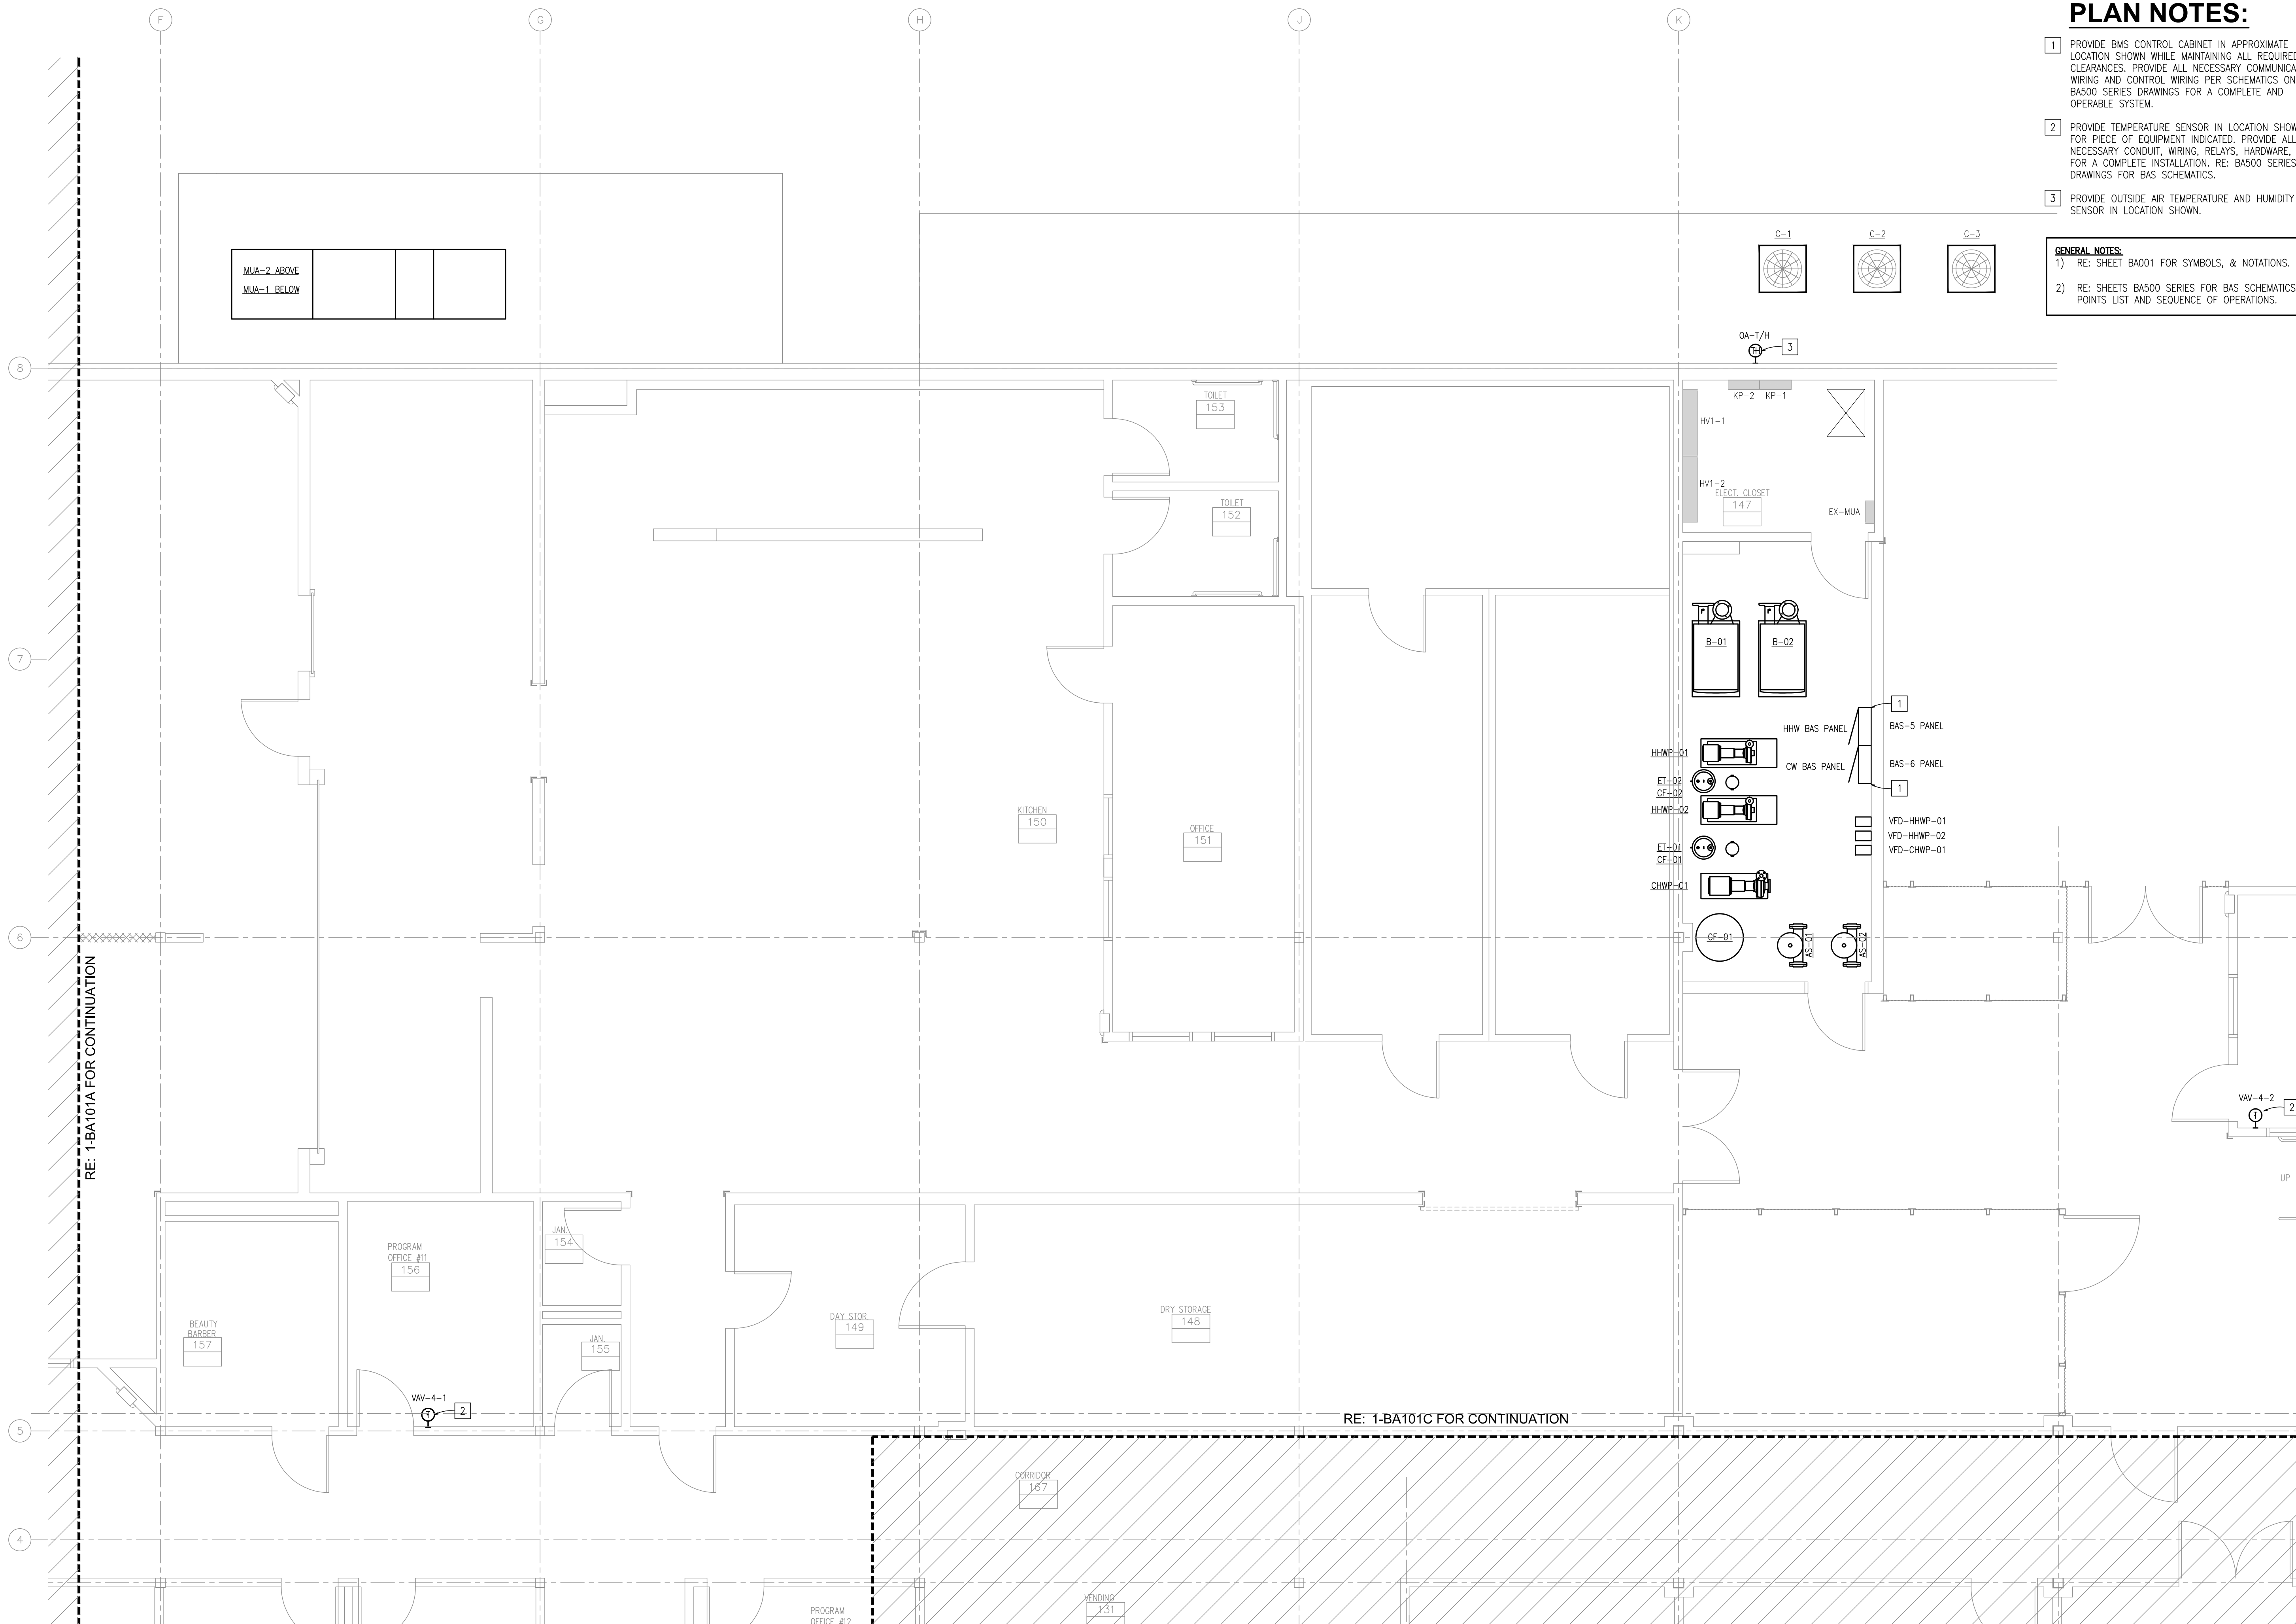 F
G
H
J
K
PLAN NOTES:
1 PROVIDE BMS CONTROL CABINET IN APPROXIMATE
LOCATION SHOWN WHILE MAINTAINING ALL
CLEARANCES. PROVIDE ALL NECESSARY
WIRING AND CONTROL WIRING PER SCHEMATICS ON
BA500 SERIES DRAWINGS FOR A COMPLETE AND
OPERABLE SYSTEM.
2 PROVIDE TEMPERATURE SENSOR IN LOCATION
FOR PIECE OF EQUIPMENT INDICATED. PROVIDE ALL
NECESSARY CONDUIT, WIRING, RELAYS, HARDWARE,
FOR A COMPLETE INSTALLATION. RE: BA500 SERIES
DRAWINGS FOR BAS SCHEMATICS.
3 PROVIDE OUTSIDE AIR TEMPERATURE AND HUMIDITY
SENSOR IN LOCATION SHOWN.
GENERAL NOTES:
1) RE: SHEET BA001 FOR SYMBOLS, & NOTATIONS.
2) RE: SHEETS BA500 SERIES FOR BAS SCHEMATICS
POINTS LIST AND SEQUENCE OF OPERATIONS.
C-1
C-2
C-3
MUA-2 ABOVE
MUA-1 BELOW
OA-T/H
TH
3
8
KP-2
KP-1
TOILET
153
HV1-1
HV1-2
ELECT. CLOSET
147
EX-MUA
TOILET
152
7
B-01
B-02
1
HHW BAS PANEL
BAS-5 PANEL
HHWP-01
CW BAS PANEL
BAS-6 PANEL
ET-02
CF-02
1
HHWP-02
KITCHEN
150
OFFICE
151
VFD-HHWP-01
VFD-HHWP-02
VFD-CHWP-01
ET-01
CF-01
CHWP-01
6
GF-01
AS-01
AS-02
RE: 1-BA101A FOR CONTINUATION
VAV-4-2
T
2
UP
JAN.
154
PROGRAM
OFFICE #11
156
BEAUTY
BARBER
157
JAN.
155
DAY STOR.
149
DRY STORAGE
148
VAV-4-1
T
2
5
RE: 1-BA101C FOR CONTINUATION
CORRIDOR
167
4
VENDING
131
PROGRAM
OFFICE #12